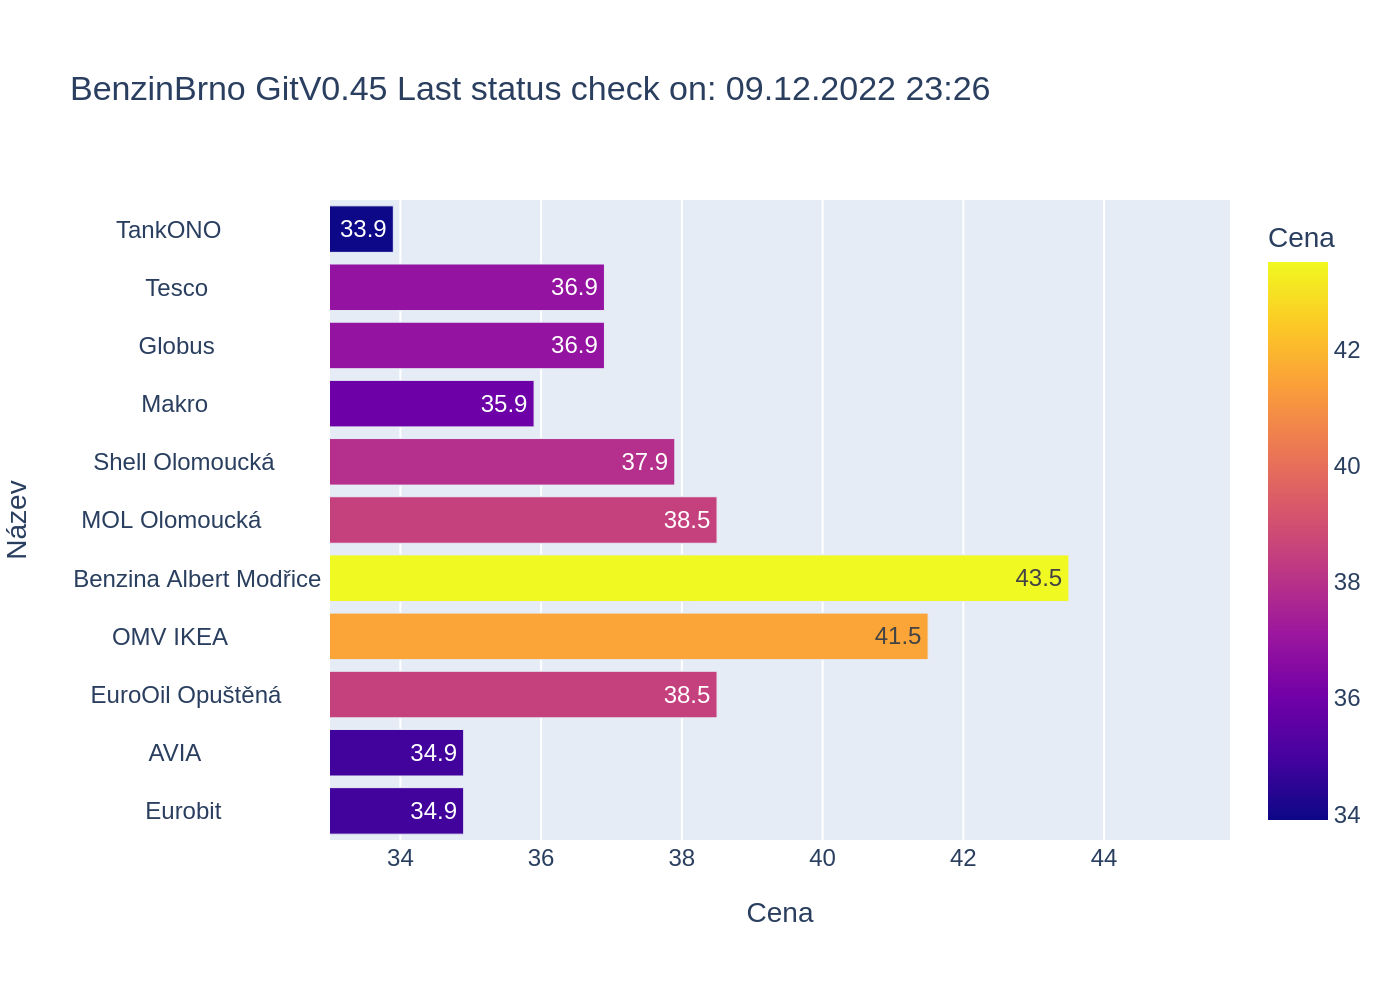 BenzinBrno GitV0.45 Last status check on: 09.12.2022 23:26
Název
TankONO 33.9
Tesco 36.9
Globus 36.9
Makro 35.9
Shell Olomoucká 37.9
MOL Olomoucká 38.5
Benzina Albert Modřice 43.5
OMV IKEA 41.5
EuroOil Opuštěná 38.5
AVIA 34.9
Eurobit 34.9
34 36 38 40 42 44
Cena
Cena
42
40
38
36
34